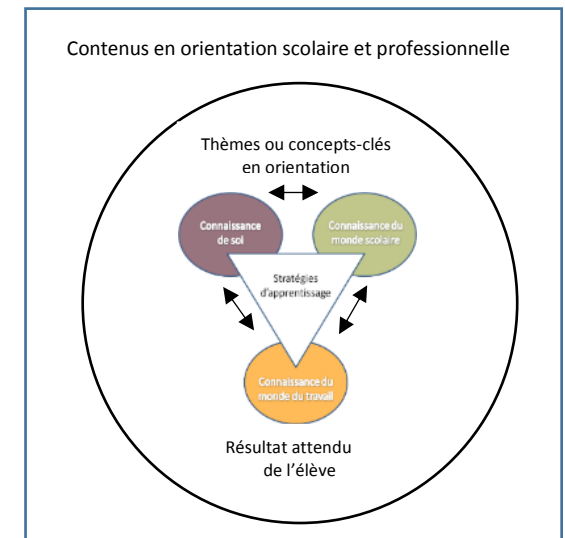 Contenus en orientation scolaire et professionnelle
Thèmes ou concepts-clés
en orientation
Connaissance
de soi
Connaissance du
monde scolaire
Stratégies
d'apprentissage
Connaissance du
monde du travail
Résultat attendu
de l'élève